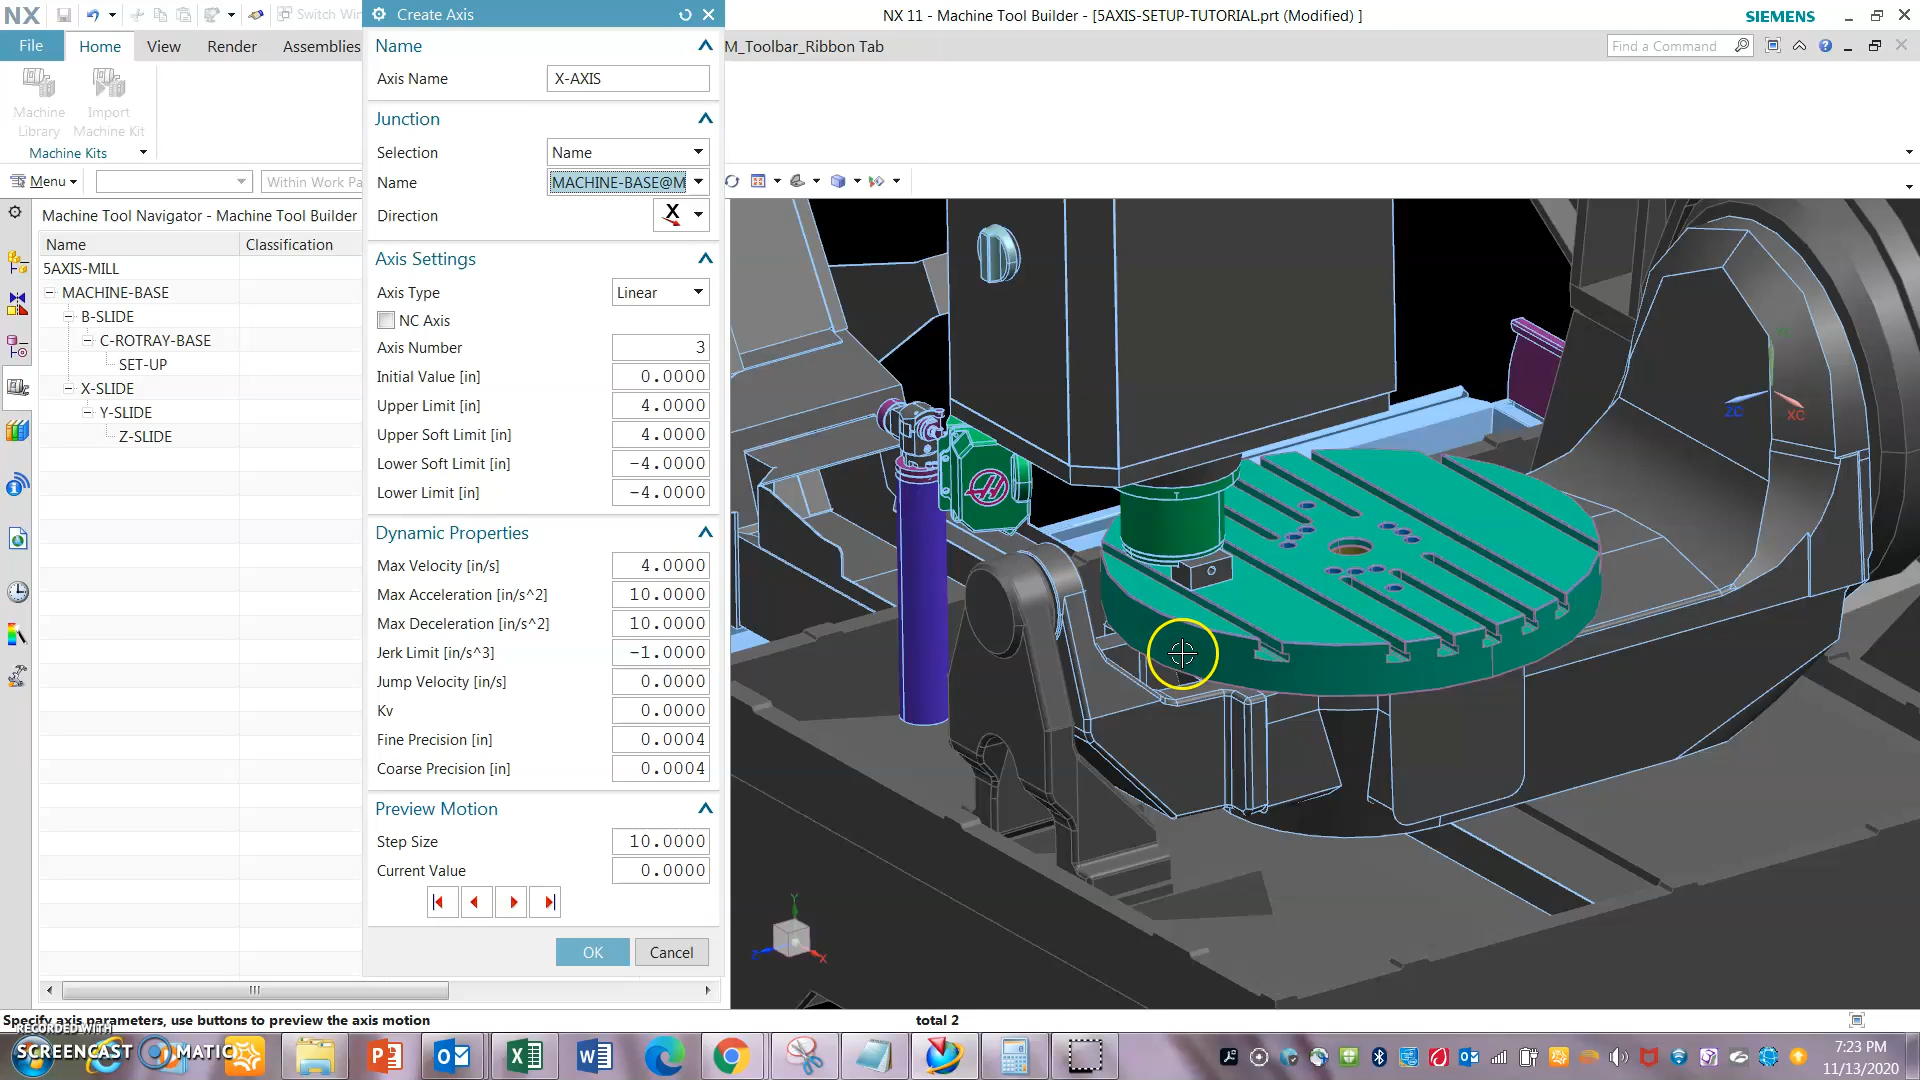 NX
Switch Win
Create Axis
NX 11 - Machine Tool Builder - [5AXIS-SETUP-TUTORIAL.prt (Modified) ]
SIEMENS
File
Home
View
Render
Assemblies
M_Toolbar_Ribbon Tab
Find a Command
Machine Library
Import Machine Kit
Machine Kits
Menu
Within Work Pa
Machine Tool Navigator - Machine Tool Builder
Name
Classification
5AXIS-MILL
MACHINE-BASE
B-SLIDE
C-ROTRAY-BASE
SET-UP
X-SLIDE
Y-SLIDE
Z-SLIDE
Name
Axis Name
X-AXIS
Junction
Selection
Name
Name
MACHINE-BASE@M
Direction
X
Axis Settings
Axis Type
Linear
NC Axis
Axis Number
3
Initial Value [in]
0.0000
Upper Limit [in]
4.0000
Upper Soft Limit [in]
4.0000
Lower Soft Limit [in]
-4.0000
Lower Limit [in]
-4.0000
Dynamic Properties
Max Velocity [in/s]
4.0000
Max Acceleration [in/s^2]
10.0000
Max Deceleration [in/s^2]
10.0000
Jerk Limit [in/s^3]
-1.0000
Jump Velocity [in/s]
0.0000
Kv
0.0000
Fine Precision [in]
0.0004
Coarse Precision [in]
0.0004
Preview Motion
Step Size
10.0000
Current Value
0.0000
OK
Cancel
ZC
XC
Y
Z
X
Specify axis parameters, use buttons to preview the axis motion
total 2
RECORDED WITH
SCREENCAST MATIC
7:23 PM
11/13/2020